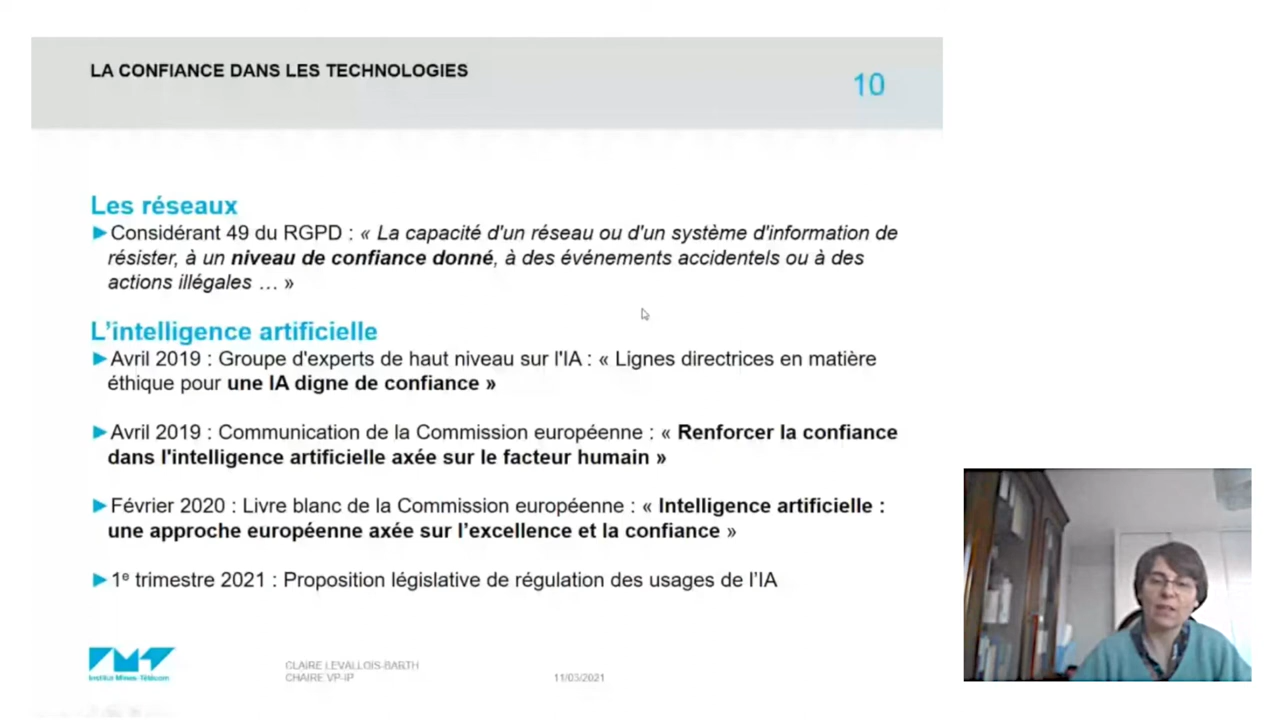 LA CONFIANCE DANS LES TECHNOLOGIES
10
Les réseaux
►Considérant 49 du RGPD : « La capacité d'un réseau ou d'un système d'information de
résister, à un niveau de confiance donné, à des événements accidentels ou à des
actions illégales … »
L'intelligence artificielle
►Avril 2019 : Groupe d'experts de haut niveau sur l'IA : « Lignes directrices en matière
éthique pour une IA digne de confiance »
►Avril 2019 : Communication de la Commission européenne : « Renforcer la confiance
dans l'intelligence artificielle axée sur le facteur humain »
►Février 2020 : Livre blanc de la Commission européenne : « Intelligence artificielle :
une approche européenne axée sur l'excellence et la confiance »
►1e trimestre 2021 : Proposition législative de régulation des usages de l'IA
Institut Mines-Télécom
CLAIRE LEVALLOIS-BARTH
CHAIRE VP-IP
11/03/2021